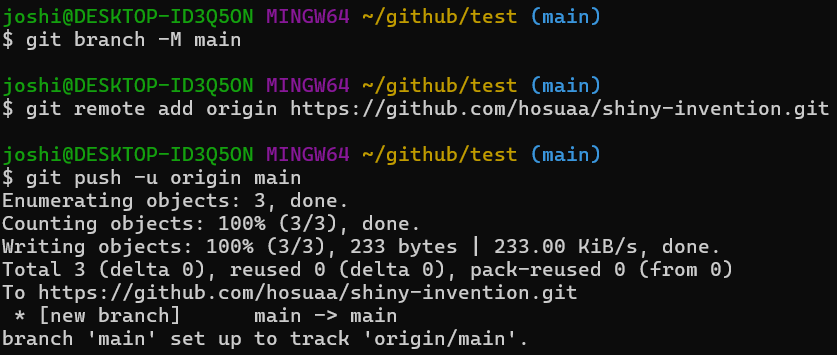 joshi@DESKTOP-ID3Q5ON MINGW64 ~/github/test (main)
$ git branch -M main
joshi@DESKTOP-ID3Q5ON MINGW64 ~/github/test (main)
$ git remote add origin https://github.com/hosuaa/shiny-invention.git
joshi@DESKTOP-ID3Q5ON MINGW64 ~/github/test (main)
$ git push -u origin main
Enumerating objects: 3, done.
Counting objects: 100% (3/3), done.
Writing objects: 100% (3/3), 233 bytes | 233.00 KiB/s, done.
Total 3 (delta 0), reused 0 (delta 0), pack-reused 0 (from 0)
To https://github.com/hosuaa/shiny-invention.git
 * [new branch]      main -> main
branch 'main' set up to track 'origin/main'.